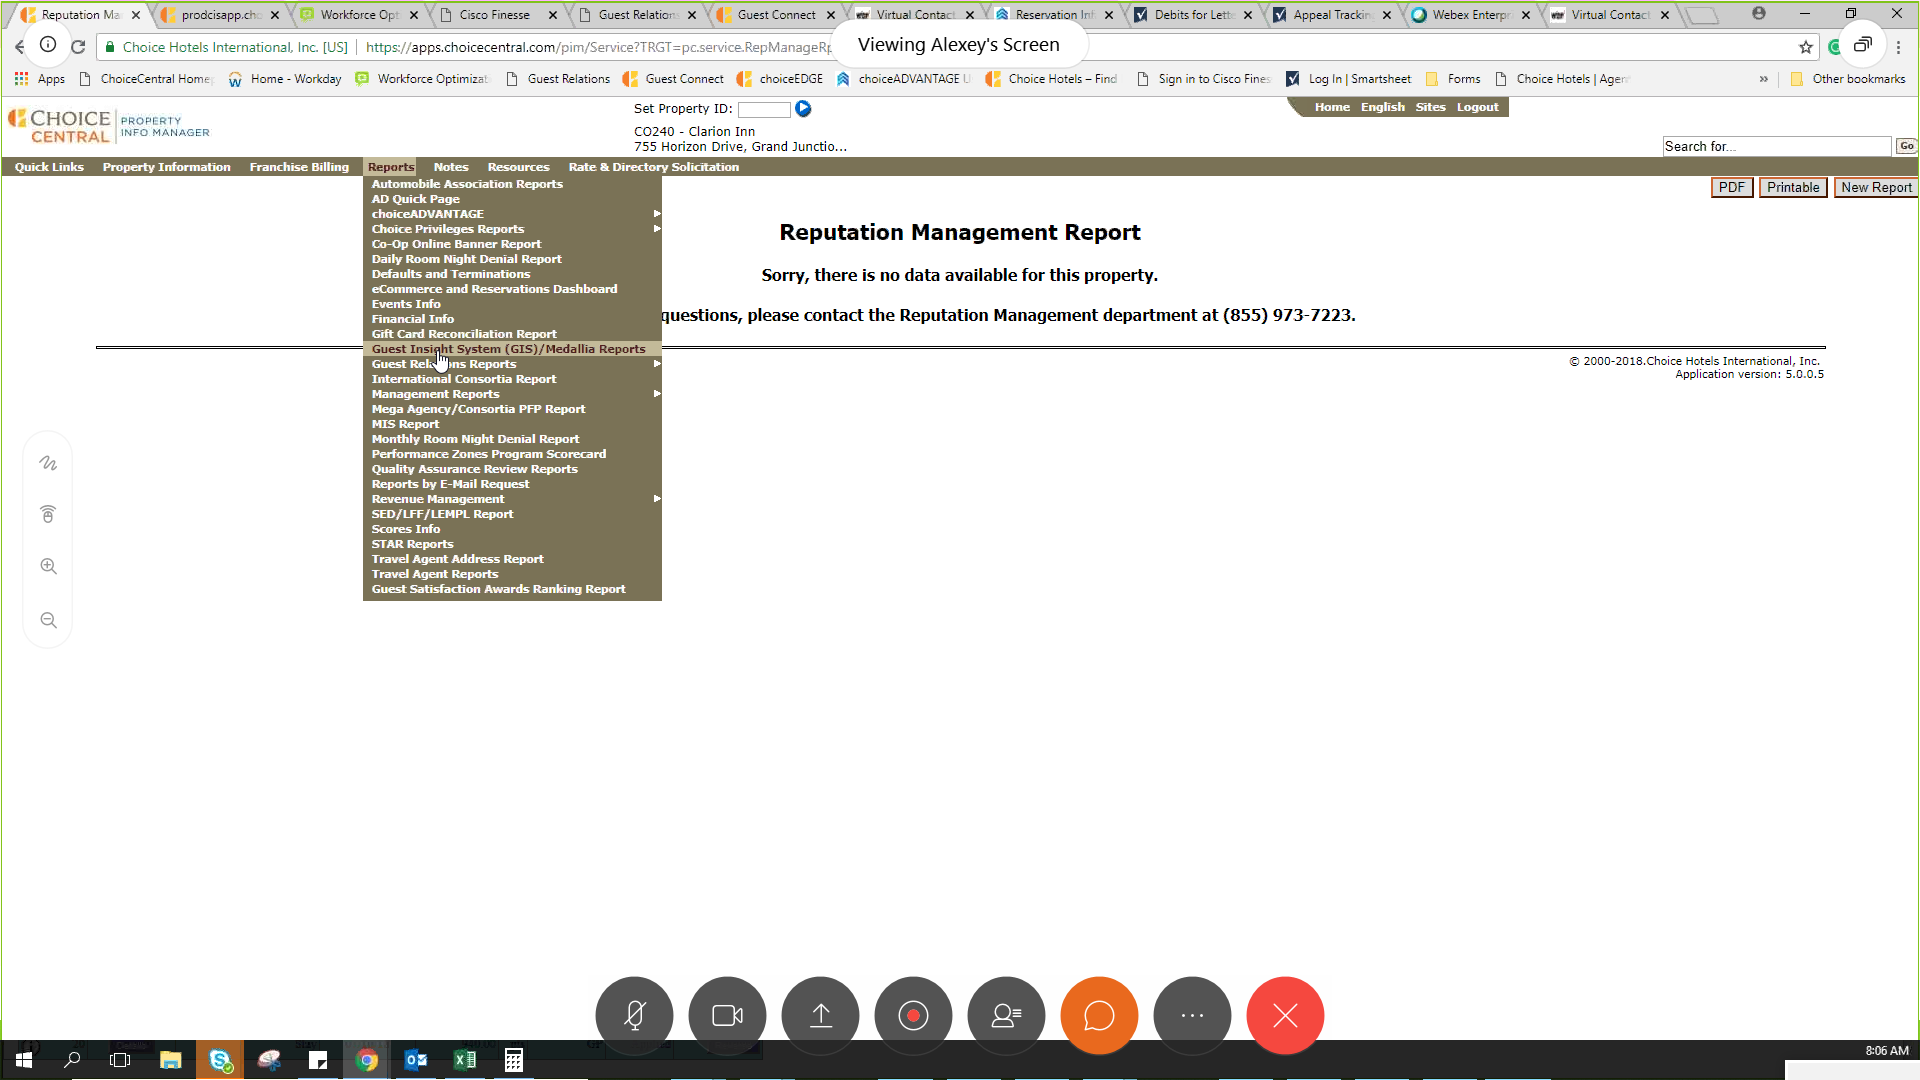 Reputation Ma
prodcisapp.cho
Workforce Opt
Cisco Finesse
Guest Relations
Guest Connect
Virtual Contact
Reservation Inf
Debits for Lette
Appeal Tracking
Webex Enterpr
Virtual Contact
Choice Hotels International, Inc. [US]
https://apps.choicecentral.com/pim/Service?TRGT=pc.service.RepManageRp
Viewing Alexey's Screen
Apps
ChoiceCentral Home
Home - Workday
Workforce Optimizat
Guest Relations
Guest Connect
choiceEDGE
choiceADVANTAGE U
Choice Hotels – Find
Sign in to Cisco Fines
Log In | Smartsheet
Forms
Choice Hotels | Agen
»
Other bookmarks
CHOICE CENTRAL
PROPERTY
INFO MANAGER
Set Property ID:
CO240 - Clarion Inn
755 Horizon Drive, Grand Junctio...
Home English Sites Logout
Search for...
Go
Quick Links Property Information Franchise Billing Reports Notes Resources Rate & Directory Solicitation
PDF
Printable
New Report
Automobile Association Reports
AD Quick Page
choiceADVANTAGE
Choice Privileges Reports
Co-Op Online Banner Report
Daily Room Night Denial Report
Defaults and Terminations
eCommerce and Reservations Dashboard
Events Info
Financial Info
Gift Card Reconciliation Report
Guest Insight System (GIS)/Medallia Reports
Guest Relations Reports
International Consortia Report
Management Reports
Mega Agency/Consortia PFP Report
MIS Report
Monthly Room Night Denial Report
Performance Zones Program Scorecard
Quality Assurance Review Reports
Reports by E-Mail Request
Revenue Management
SED/LFF/LEMPL Report
Scores Info
STAR Reports
Travel Agent Address Report
Travel Agent Reports
Guest Satisfaction Awards Ranking Report
Reputation Management Report
Sorry, there is no data available for this property.
questions, please contact the Reputation Management department at (855) 973-7223.
© 2000-2018.Choice Hotels International, Inc.
Application version: 5.0.0.5
8:06 AM